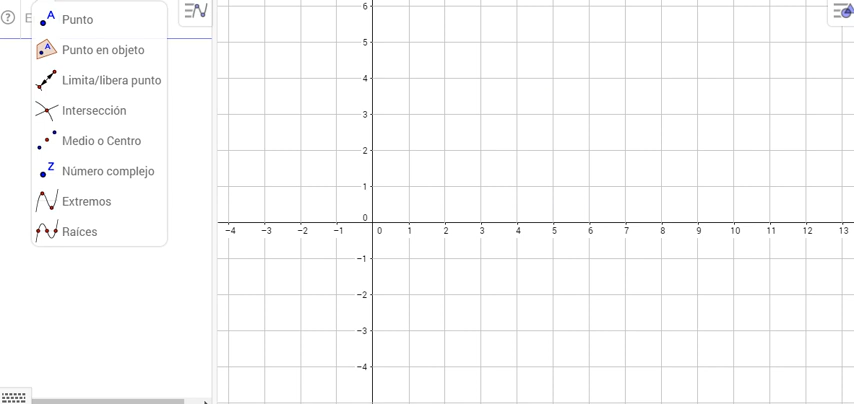 Punto
Punto en objeto
Limita/libera punto
Intersección
Medio o Centro
Número complejo
Extremos
Raíces
A
A
Z
6
5
4
3
2
1
0
−4 −3 −2 −1 0 1 2 3 4 5 6 7 8 9 10 11 12 13
−1
−2
−3
−4